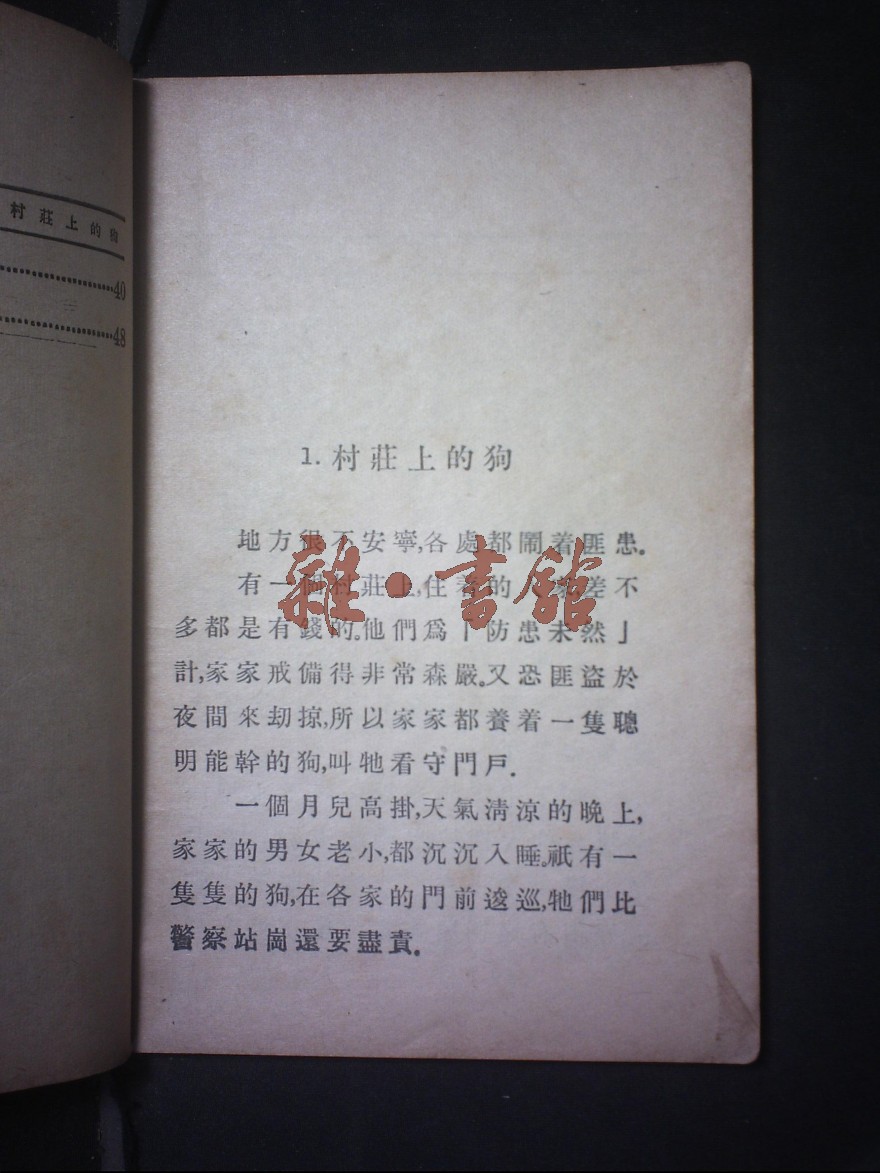 村莊上的狗
40
48
1. 村莊上的狗
地方很不安寧,各處都鬧着匪患。
有一個村莊上,住着的人家,差不
多都是有錢的。他們爲「防患未然」
計,家家戒備得非常森嚴。又恐匪盜於
夜間來劫掠,所以家家都養着一隻聰
明能幹的狗,叫牠看守門戶.
一個月兒高掛,天氣清涼的晚上,
家家的男女老小,都沉沉入睡。祇有一
隻隻的狗,在各家的門前逡巡,牠們比
警察站崗還要盡責。
雜·書館